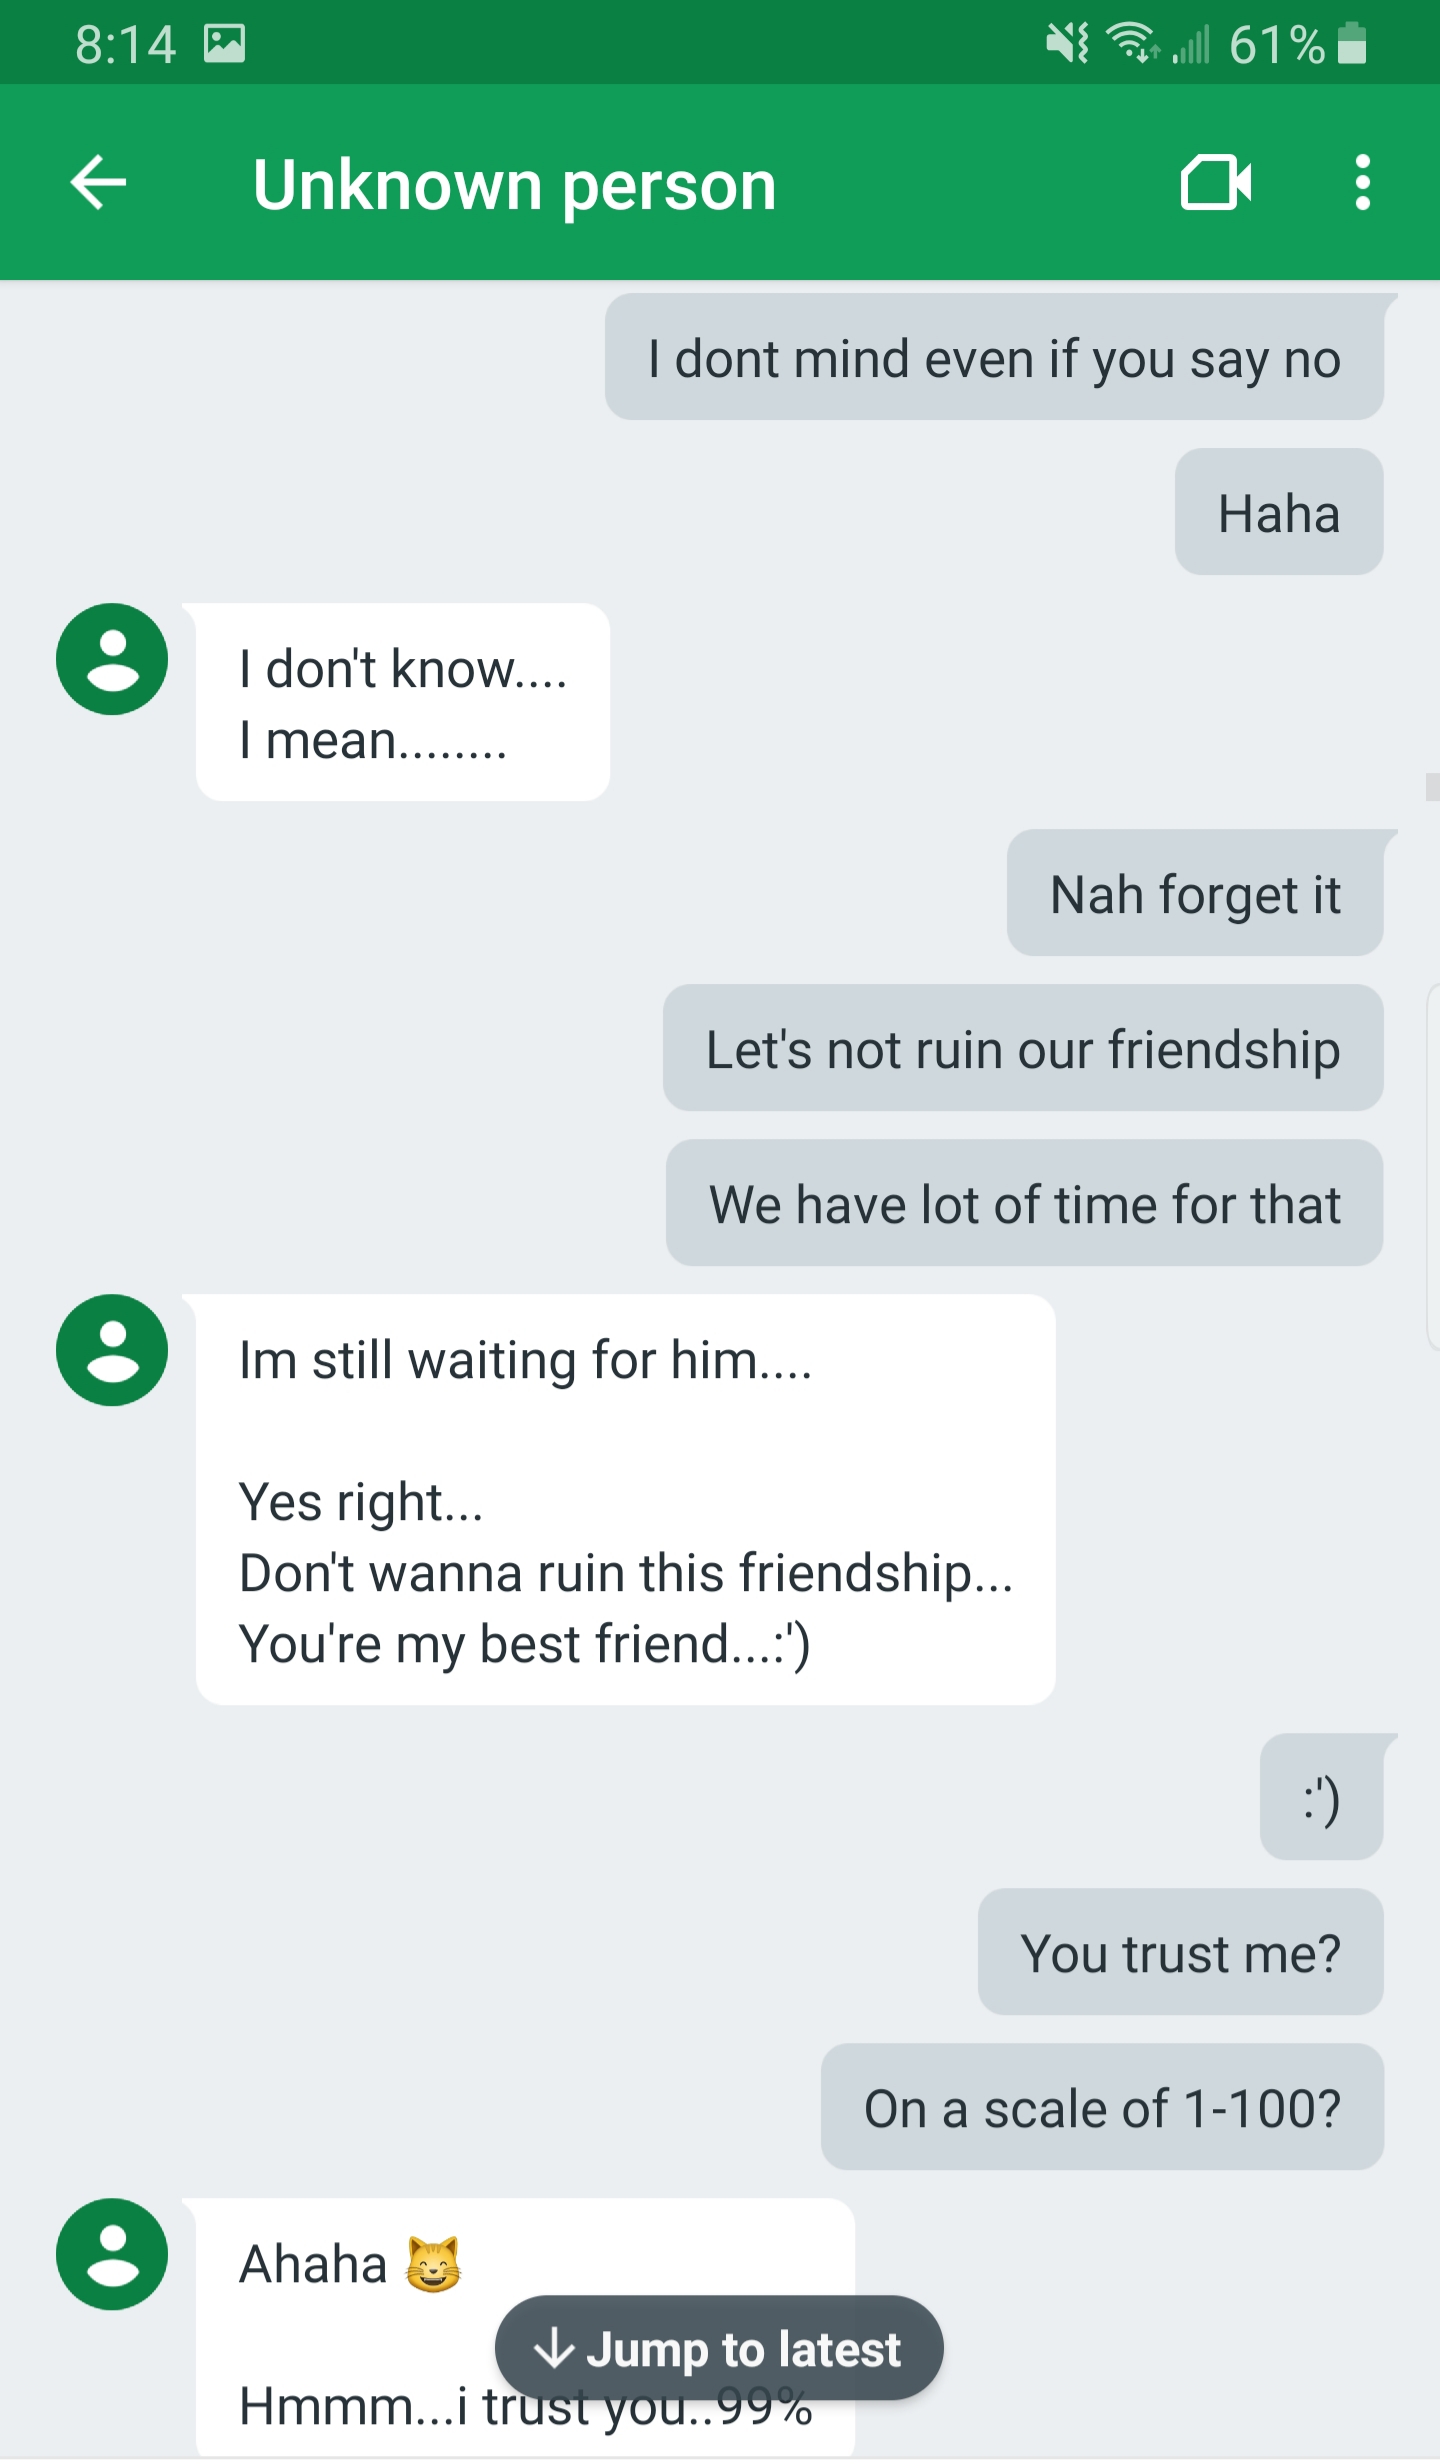 8:14 61%
Unknown person
I dont mind even if you say no
Haha
I don't know....
I mean........
Nah forget it
Let's not ruin our friendship
We have lot of time for that
Im still waiting for him....
Yes right...
Don't wanna ruin this friendship...
You're my best friend...:')
:')
You trust me?
On a scale of 1-100?
Ahaha 😸
Jump to latest
Hmmm...i trust you..99%